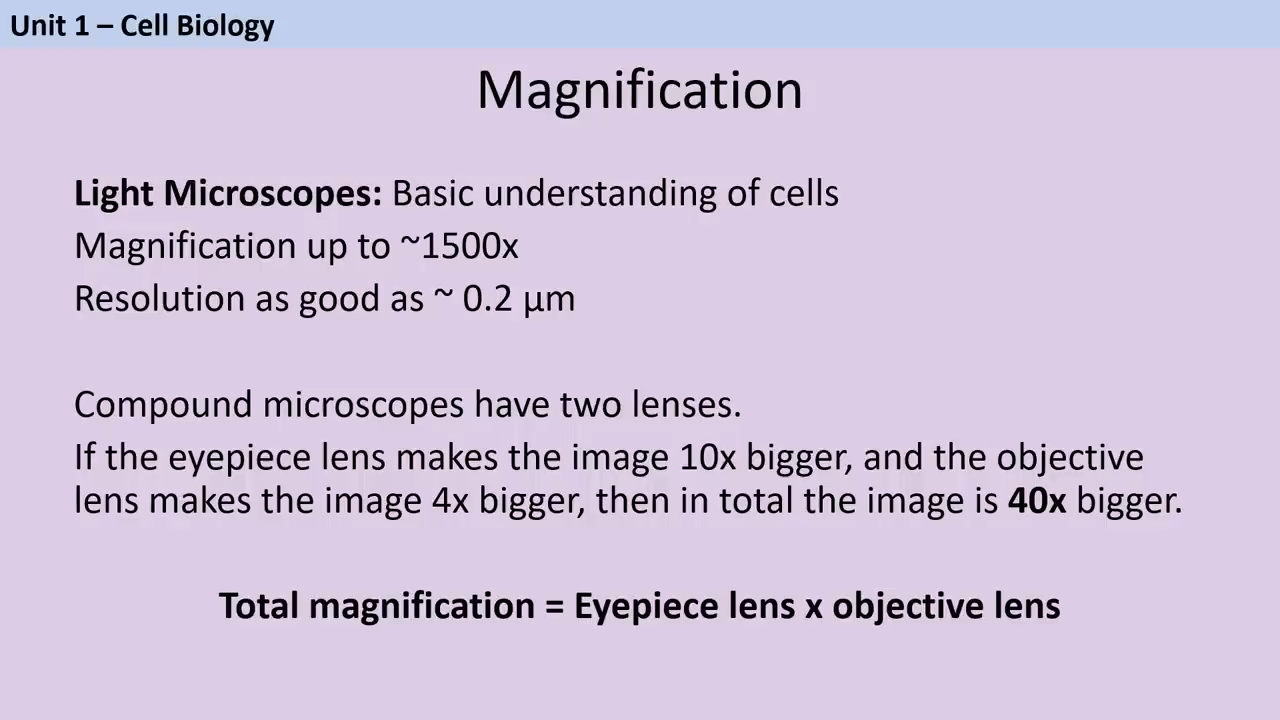 Unit 1 – Cell Biology
Magnification
Light Microscopes: Basic understanding of cells
Magnification up to ~1500x
Resolution as good as ~ 0.2 μm
Compound microscopes have two lenses.
If the eyepiece lens makes the image 10x bigger, and the objective
lens makes the image 4x bigger, then in total the image is 40x bigger.
Total magnification = Eyepiece lens x objective lens